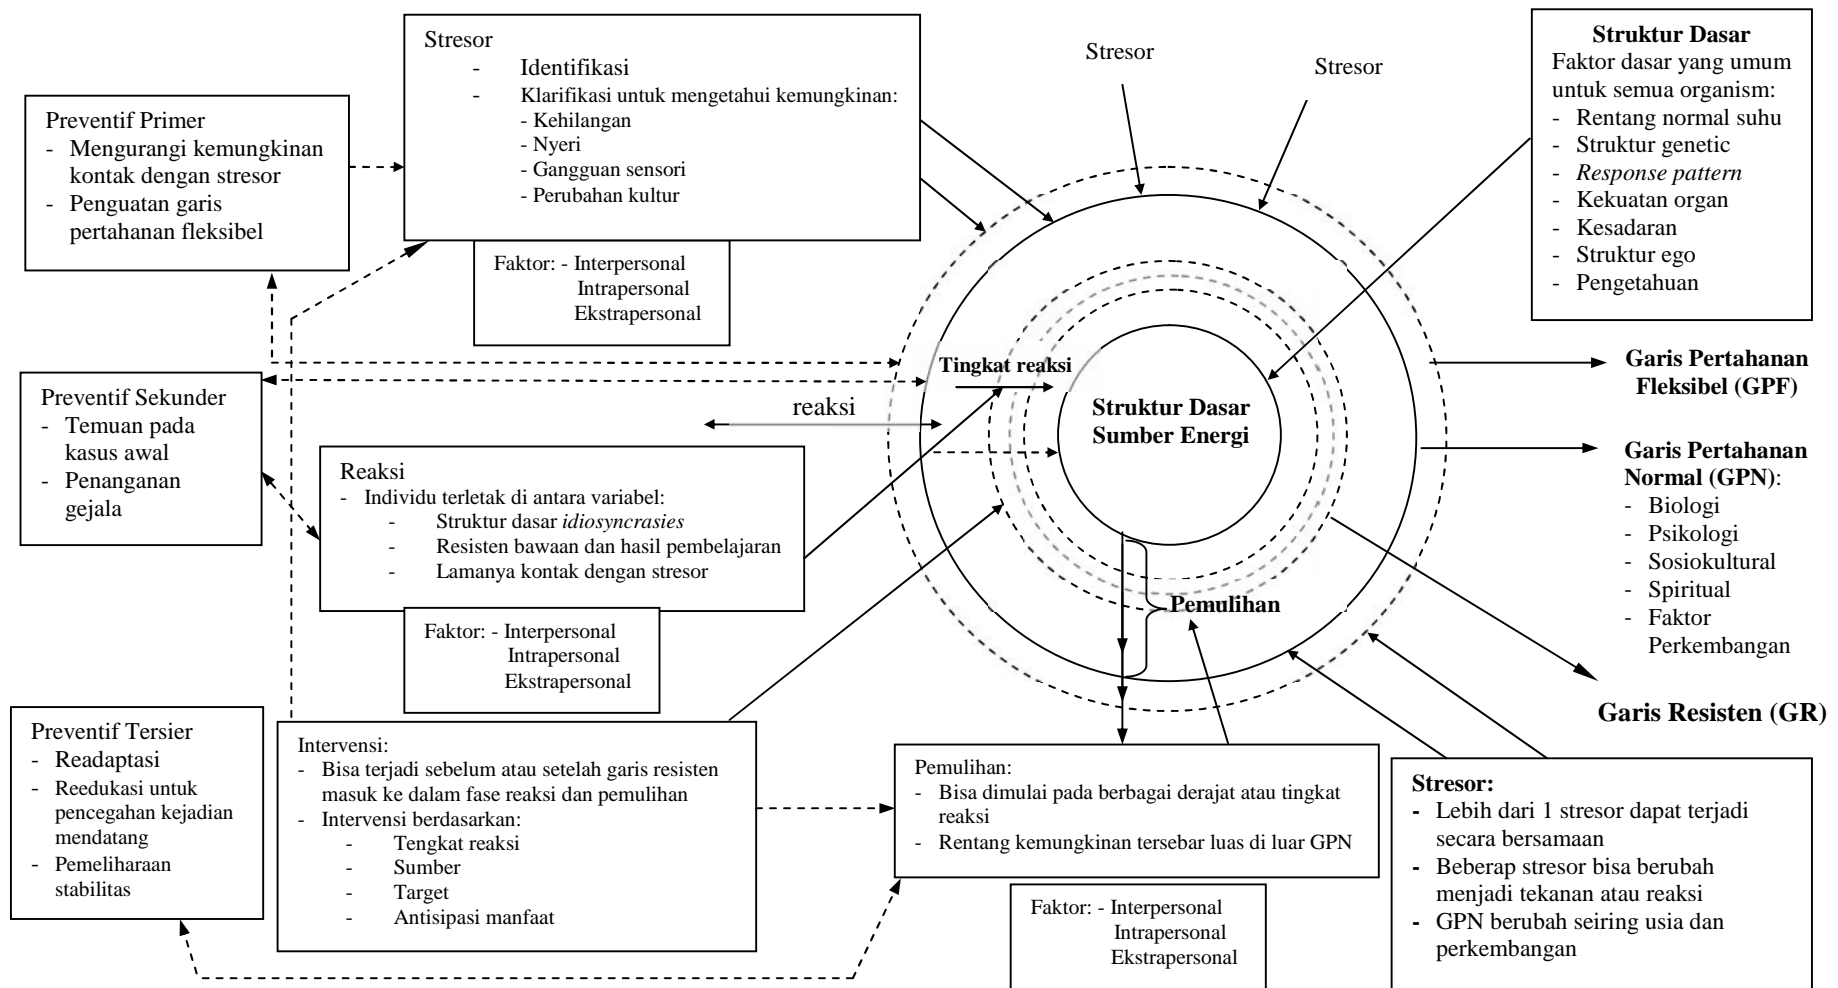 Stresor
- Identifikasi
- Klarifikasi untuk mengetahui kemungkinan:
- Kehilangan
- Nyeri
- Gangguan sensori
- Perubahan kultur
Faktor: - Interpersonal
Intrapersonal
Ekstrapersonal
Stresor
Stresor
Struktur Dasar
Faktor dasar yang umum
untuk semua organism:
- Rentang normal suhu
- Struktur genetic
- Response pattern
- Kekuatan organ
- Kesadaran
- Struktur ego
- Pengetahuan
Preventif Primer
- Mengurangi kemungkinan
kontak dengan stresor
- Penguatan garis
pertahanan fleksibel
Preventif Sekunder
- Temuan pada
kasus awal
- Penanganan
gejala
Tingkat reaksi
reaksi
Struktur Dasar
Sumber Energi
Garis Pertahanan
Fleksibel (GPF)
Garis Pertahanan
Normal (GPN):
- Biologi
- Psikologi
- Sosiokultural
- Spiritual
- Faktor
Perkembangan
Reaksi
- Individu terletak di antara variabel:
- Struktur dasar idiosyncrasies
- Resisten bawaan dan hasil pembelajaran
- Lamanya kontak dengan stresor
Faktor: - Interpersonal
Intrapersonal
Ekstrapersonal
Pemulihan
Garis Resisten (GR)
Preventif Tersier
- Readaptasi
- Reedukasi untuk
pencegahan kejadian
mendatang
- Pemeliharaan
stabilitas
Intervensi:
- Bisa terjadi sebelum atau setelah garis resisten
masuk ke dalam fase reaksi dan pemulihan
- Intervensi berdasarkan:
- Tengkat reaksi
- Sumber
- Target
- Antisipasi manfaat
Pemulihan:
- Bisa dimulai pada berbagai derajat atau tingkat
reaksi
- Rentang kemungkinan tersebar luas di luar GPN
Faktor: - Interpersonal
Intrapersonal
Ekstrapersonal
Stresor:
- Lebih dari 1 stresor dapat terjadi
secara bersamaan
- Beberap stresor bisa berubah
menjadi tekanan atau reaksi
- GPN berubah seiring usia dan
perkembangan